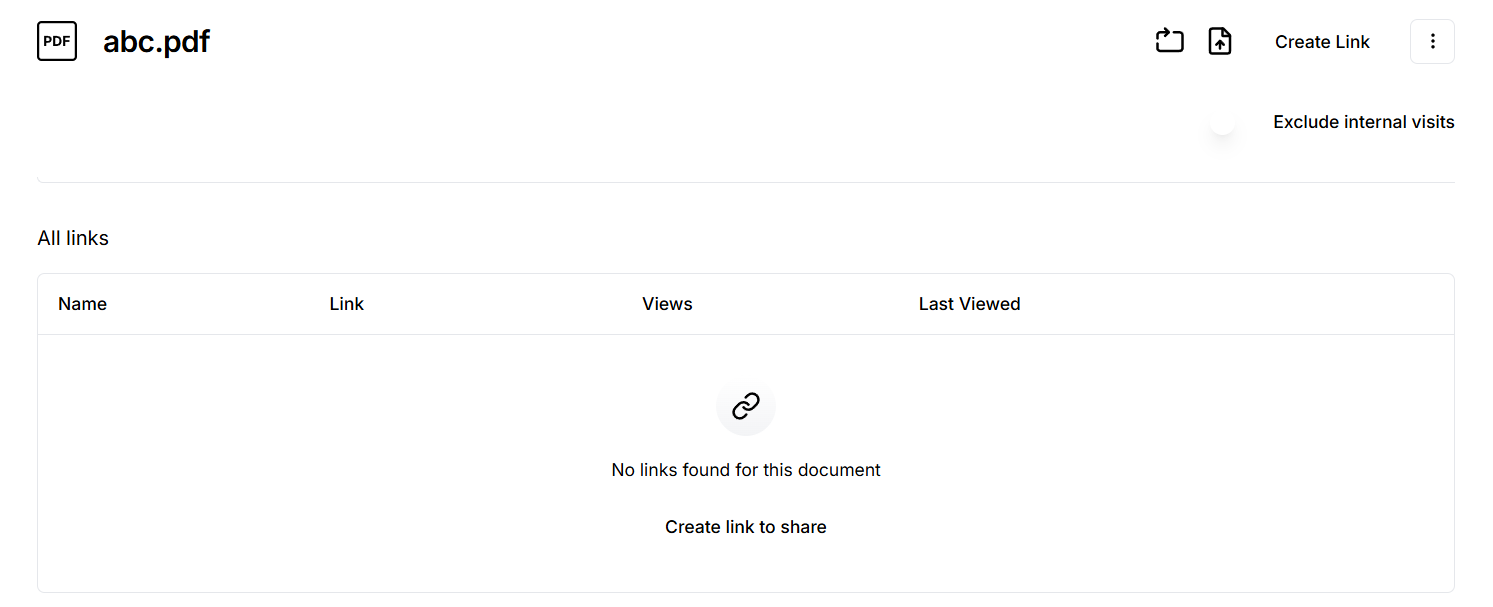 PDF
abc.pdf
Create Link
Exclude internal visits
All links
Name Link Views Last Viewed
No links found for this document
Create link to share